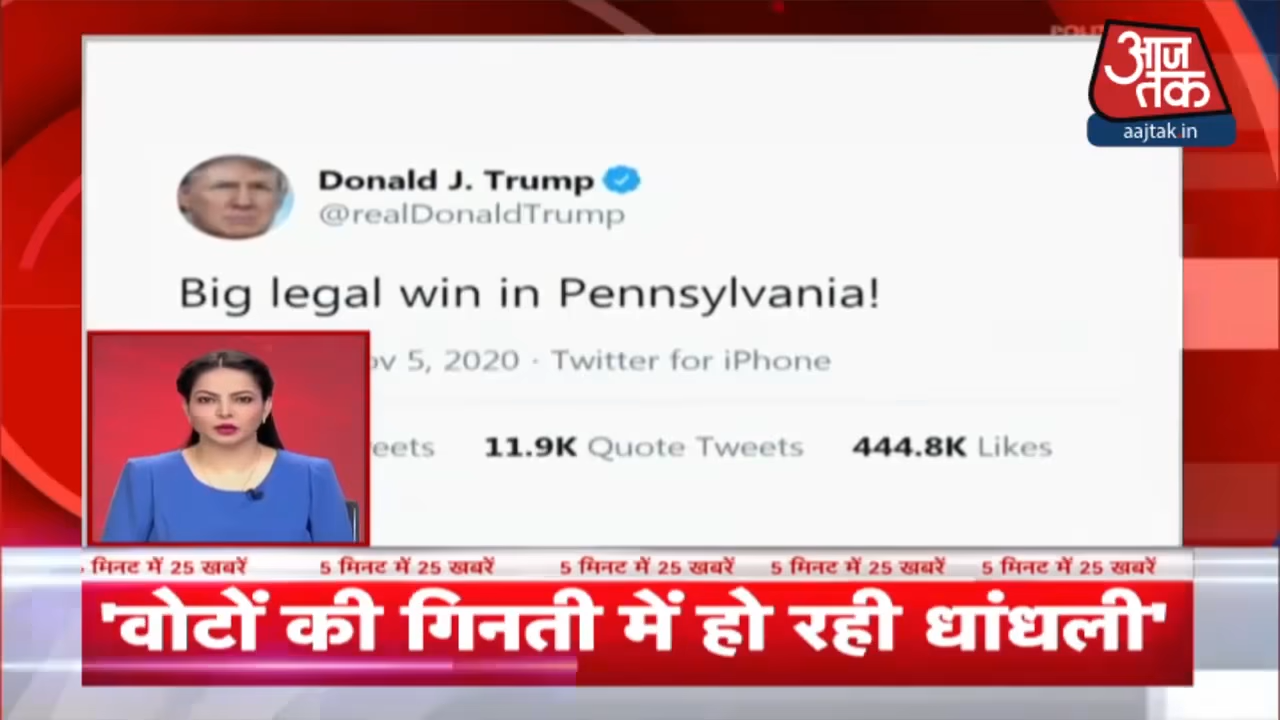 आज
तक
aajtak.in
Donald J. Trump
@realDonaldTrump
Big legal win in Pennsylvania!
5, 2020 · Twitter for iPhone
11.9K Quote Tweets 444.8K Likes
मिनट में 25 खबरें 5 मिनट में 25 खबरें 5 मिनट में 25 खबरें 5 मिनट में 25 खबरें 5 मिनट में 25 खबरें
'वोटों की गिनती में हो रही धांधली'